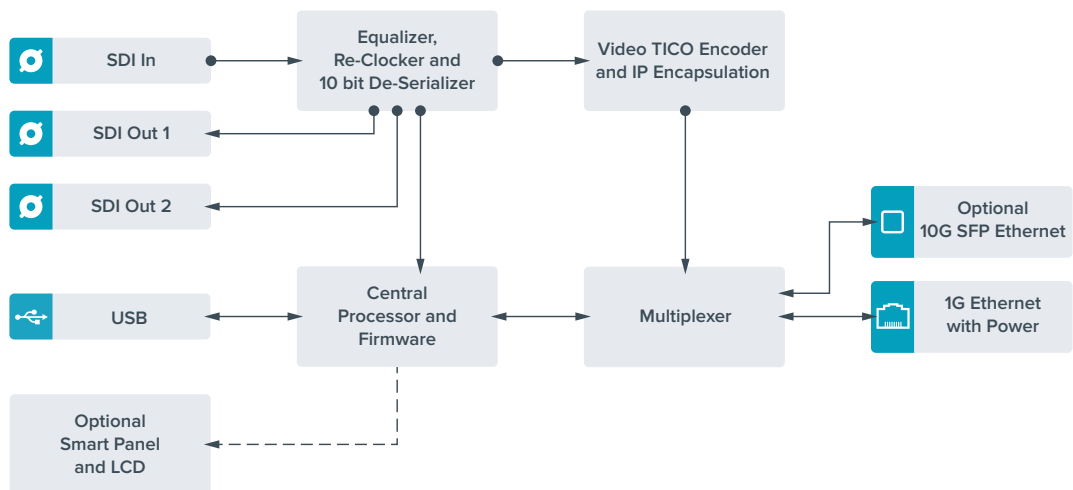 SDI In
Equalizer,
Re-Clocker and
10 bit De-Serializer
Video TICO Encoder
and IP Encapsulation
SDI Out 1
SDI Out 2
Optional
10G SFP Ethernet
USB
Central
Processor and
Firmware
Multiplexer
1G Ethernet
with Power
Optional
Smart Panel
and LCD